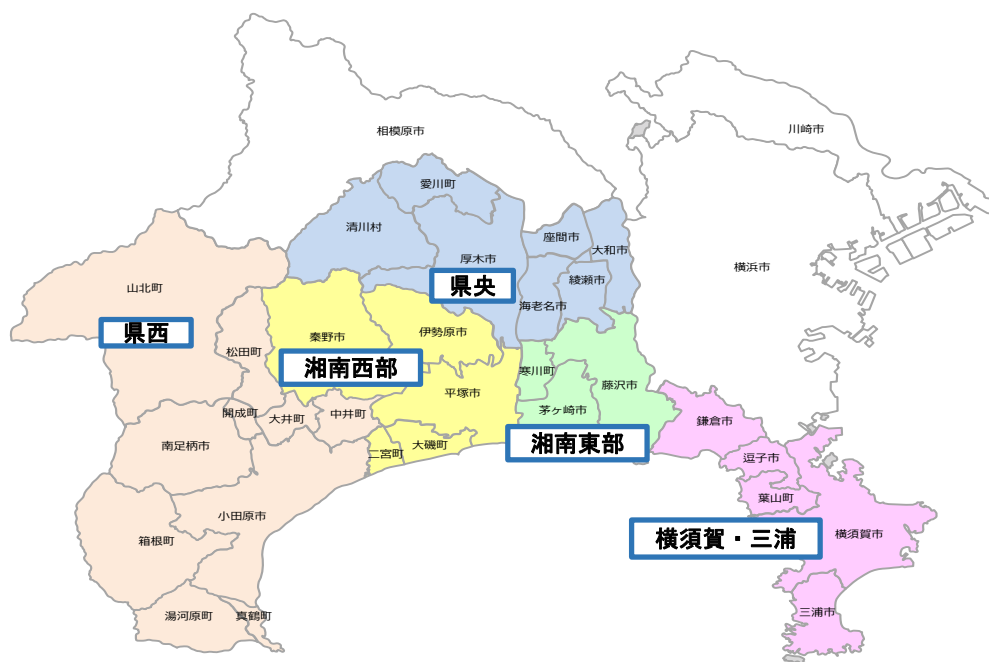 相模原市
川崎市
愛川町
清川村
座間市
大和市
厚木市
横浜市
綾瀬市
県央
山北町
海老名市
県西
秦野市
伊勢原市
松田町
湘南西部
寒川町
藤沢市
平塚市
開成町
大井町
中井町
茅ヶ崎市
鎌倉市
南足柄市
大磯町
湘南東部
二宮町
逗子市
葉山町
小田原市
箱根町
横須賀・三浦
横須賀市
湯河原町
真鶴町
三浦市